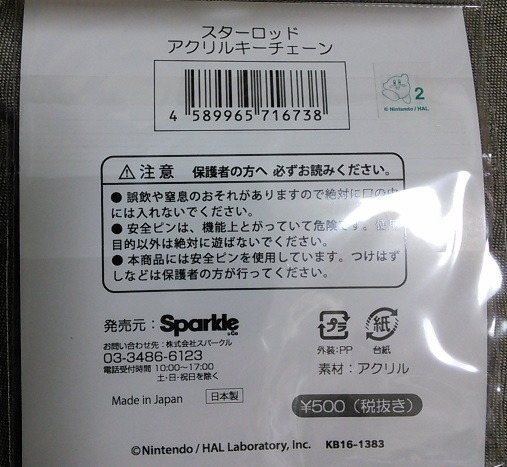 スターロッド
アクリルキーチェーン
4 589965 716738
2
© Nintendo / HAL
注意 保護者の方へ 必ずお読みください。
● 誤飲や窒息のおそれがありますので絶対に口の中
には入れないでください。
● 安全ピンは、機能上とがっていて危険です。使用
目的以外は絶対に遊ばないでください。
● 本商品には安全ピンを使用しています。つけはず
しなどは保護者の方が行ってください。
発売元：Sparkle.Co
お問い合わせ先：株式会社スパークル
03-3486-6123
電話受付時間 10:00〜17:00
土・日・祝日を除く
プラ
外装：PP
紙
台紙
素材：アクリル
Made in Japan 日本製
¥500（税抜き）
©Nintendo / HAL Laboratory, Inc. KB16-1383